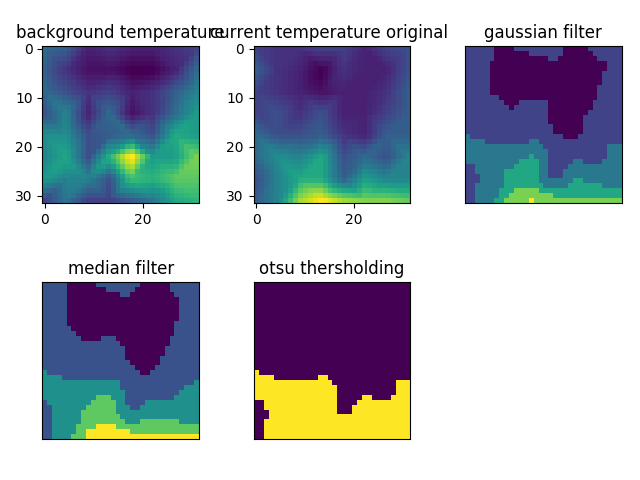 background temperature
current temperature original
gaussian filter
0
10
20
30
0
20
0
10
20
30
0
20
median filter
otsu thersholding